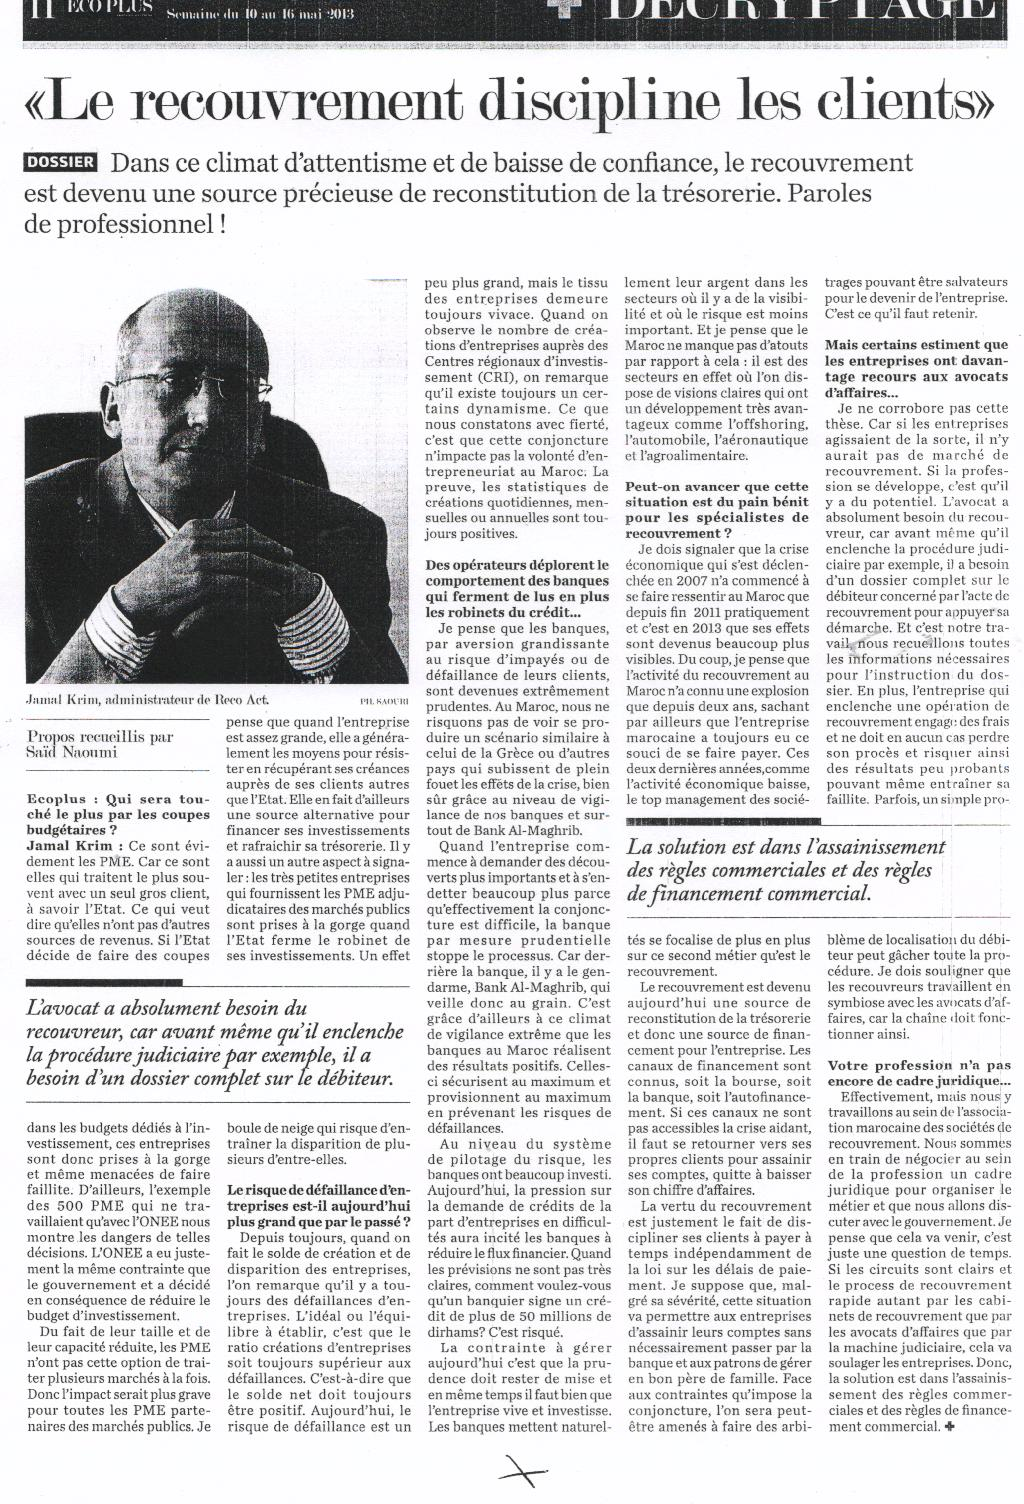 11 ECOPLUS Semaine du 10 au 16 mai 2013
DECRYPTAGE
«Le recouvrement discipline les clients»
DOSSIER Dans ce climat d'attentisme et de baisse de confiance, le recouvrement
est devenu une source précieuse de reconstitution de la trésorerie. Paroles
de professionnel !
Jamal Krim, administrateur de Reco Act.
PH. SAOURI
Propos recueillis par
Saïd Naoumi
Ecoplus : Qui sera tou-
ché le plus par les coupes
budgétaires ?
Jamal Krim : Ce sont évi-
demment les PME. Car ce sont
elles qui traitent le plus sou-
vent avec un seul gros client,
à savoir l'Etat. Ce qui veut
dire qu'elles n'ont pas d'autres
sources de revenus. Si l'Etat
décide de faire des coupes
L'avocat a absolument besoin du
recouvreur, car avant même qu'il enclenche
la procédure judiciaire par exemple, il a
besoin d'un dossier complet sur le débiteur.
dans les budgets dédiés à l'in-
vestissement, ces entreprises
sont donc prises à la gorge
et même menacées de faire
faillite. D'ailleurs, l'exemple
des 500 PME qui ne tra-
vaillaient qu'avec l'ONEE nous
montre les dangers de telles
décisions. L'ONEE a eu juste-
ment la même contrainte que
le gouvernement et a décidé
en conséquence de réduire le
budget d'investissement.
Du fait de leur taille et de
leur capacité réduite, les PME
n'ont pas cette option de trai-
ter plusieurs marchés à la fois.
Donc l'impact serait plus grave
pour toutes les PME parte-
naires des marchés publics. Je
pense que quand l'entreprise
est assez grande, elle a généra-
lement les moyens pour résis-
ter en récupérant ses créances
auprès de ses clients autres
que l'Etat. Elle en fait d'ailleurs
une source alternative pour
financer ses investissements
et rafraichir sa trésorerie. Il y
a aussi un autre aspect à signa-
ler : les très petites entreprises
qui fournissent les PME adju-
dicataires des marchés publics
sont prises à la gorge quand
l'Etat ferme le robinet de
ses investissements. Un effet
boule de neige qui risque d'en-
traîner la disparition de plu-
sieurs d'entre-elles.
Le risque de défaillance d'en-
treprises est-il aujourd'hui
plus grand que par le passé ?
Depuis toujours, quand on
fait le solde de création et de
disparition des entreprises,
l'on remarque qu'il y a tou-
jours des défaillances d'en-
treprises. L'idéal ou l'équi-
libre à établir, c'est que le
ratio créations d'entreprises
soit toujours supérieur aux
défaillances. C'est-à-dire que
le solde net doit toujours
être positif. Aujourd'hui, le
risque de défaillance est un
peu plus grand, mais le tissu
des entreprises demeure
toujours vivace. Quand on
observe le nombre de créa-
tions d'entreprises auprès des
Centres régionaux d'investis-
sement (CRI), on remarque
qu'il existe toujours un cer-
tains dynamisme. Ce que
nous constatons avec fierté,
c'est que cette conjoncture
n'impacte pas la volonté d'en-
trepreneuriat au Maroc. La
preuve, les statistiques de
créations quotidiennes, men-
suelles ou annuelles sont tou-
jours positives.
Des opérateurs déplorent le
comportement des banques
qui ferment de lus en plus
les robinets du crédit...
Je pense que les banques,
par aversion grandissante
au risque d'impayés ou de
défaillance de leurs clients,
sont devenues extrêmement
prudentes. Au Maroc, nous ne
risquons pas de voir se pro-
duire un scénario similaire à
celui de la Grèce ou d'autres
pays qui subissent de plein
fouet les effets de la crise, bien
sûr grâce au niveau de vigi-
lance de nos banques et sur-
tout de Bank Al-Maghrib.
Quand l'entreprise com-
mence à demander des décou-
verts plus importants et à s'en-
detter beaucoup plus parce
qu'effectivement la conjonc-
ture est difficile, la banque
par mesure prudentielle
stoppe le processus. Car der-
rière la banque, il y a le gen-
darme, Bank Al-Maghrib, qui
veille donc au grain. C'est
grâce d'ailleurs à ce climat
de vigilance extrême que les
banques au Maroc réalisent
des résultats positifs. Celles-
ci sécurisent au maximum et
provisionnent au maximum
en prévenant les risques de
défaillances.
Au niveau du système
de pilotage du risque, les
banques ont beaucoup investi.
Aujourd'hui, la pression sur
la demande de crédits de la
part d'entreprises en difficul-
tés aura incité les banques à
réduire le flux financier. Quand
les prévisions ne sont pas très
claires, comment voulez-vous
qu'un banquier signe un cré-
dit de plus de 50 millions de
dirhams? C'est risqué.
La contrainte à gérer
aujourd'hui c'est que la pru-
dence doit rester de mise et
en même temps il faut bien que
l'entreprise vive et investisse.
Les banques mettent naturel-
lement leur argent dans les
secteurs où il y a de la visibi-
lité et où le risque est moins
important. Et je pense que le
Maroc ne manque pas d'atouts
par rapport à cela : il est des
secteurs en effet où l'on dis-
pose de visions claires qui ont
un développement très avan-
tageux comme l'offshoring,
l'automobile, l'aéronautique
et l'agroalimentaire.
Peut-on avancer que cette
situation est du pain bénit
pour les spécialistes de
recouvrement ?
Je dois signaler que la crise
économique qui s'est déclen-
chée en 2007 n'a commencé à
se faire ressentir au Maroc que
depuis fin 2011 pratiquement
et c'est en 2013 que ses effets
sont devenus beaucoup plus
visibles. Du coup, je pense que
l'activité du recouvrement au
Maroc n'a connu une explosion
que depuis deux ans, sachant
par ailleurs que l'entreprise
marocaine a toujours eu ce
souci de se faire payer. Ces
deux dernières années,comme
l'activité économique baisse,
le top management des socié-
La solution est dans l'assainissement
des règles commerciales et des règles
de financement commercial.
tés se focalise de plus en plus
sur ce second métier qu'est le
recouvrement.
Le recouvrement est devenu
aujourd'hui une source de
reconstitution de la trésorerie
et donc une source de finan-
cement pour l'entreprise. Les
canaux de financement sont
connus, soit la bourse, soit
la banque, soit l'autofinance-
ment. Si ces canaux ne sont
pas accessibles la crise aidant,
il faut se retourner vers ses
propres clients pour assainir
ses comptes, quitte à baisser
son chiffre d'affaires.
La vertu du recouvrement
est justement le fait de dis-
cipliner ses clients à payer à
temps indépendamment de
la loi sur les délais de paie-
ment. Je suppose que, mal-
gré sa sévérité, cette situation
va permettre aux entreprises
d'assainir leurs comptes sans
nécessairement passer par la
banque et aux patrons de gérer
en bon père de famille. Face
aux contraintes qu'impose la
conjoncture, l'on sera peut-
être amenés à faire des arbi-
trages pouvant être salvateurs
pour le devenir de l'entreprise.
C'est ce qu'il faut retenir.
Mais certains estiment que
les entreprises ont davan-
tage recours aux avocats
d'affaires...
Je ne corrobore pas cette
thèse. Car si les entreprises
agissaient de la sorte, il n'y
aurait pas de marché de
recouvrement. Si la profes-
sion se développe, c'est qu'il
y a du potentiel. L'avocat a
absolument besoin du recou-
vreur, car avant même qu'il
enclenche la procédure judi-
ciaire par exemple, il a besoin
d'un dossier complet sur le
débiteur concerné par l'acte de
recouvrement pour appuyer sa
démarche. Et c'est notre tra-
vail, nous recueillons toutes
les informations nécessaires
pour l'instruction du dos-
sier. En plus, l'entreprise qui
enclenche une opération de
recouvrement engage des frais
et ne doit en aucun cas perdre
son procès et risquer ainsi
des résultats peu probants
pouvant même entraîner sa
faillite. Parfois, un simple pro-
blème de localisation du débi-
teur peut gâcher toute la pro-
cédure. Je dois souligner que
les recouvreurs travaillent en
symbiose avec les avocats d'af-
faires, car la chaîne doit fonc-
tionner ainsi.
Votre profession n'a pas
encore de cadre juridique...
Effectivement, mais nous y
travaillons au sein de l'associa-
tion marocaine des sociétés de
recouvrement. Nous sommes
en train de négocier au sein
de la profession un cadre
juridique pour organiser le
métier et que nous allons dis-
cuter avec le gouvernement. Je
pense que cela va venir, c'est
juste une question de temps.
Si les circuits sont clairs et
le process de recouvrement
rapide autant par les cabi-
nets de recouvrement que par
les avocats d'affaires que par
la machine judiciaire, cela va
soulager les entreprises. Donc,
la solution est dans l'assainis-
sement des règles commer-
ciales et des règles de finance-
ment commercial.